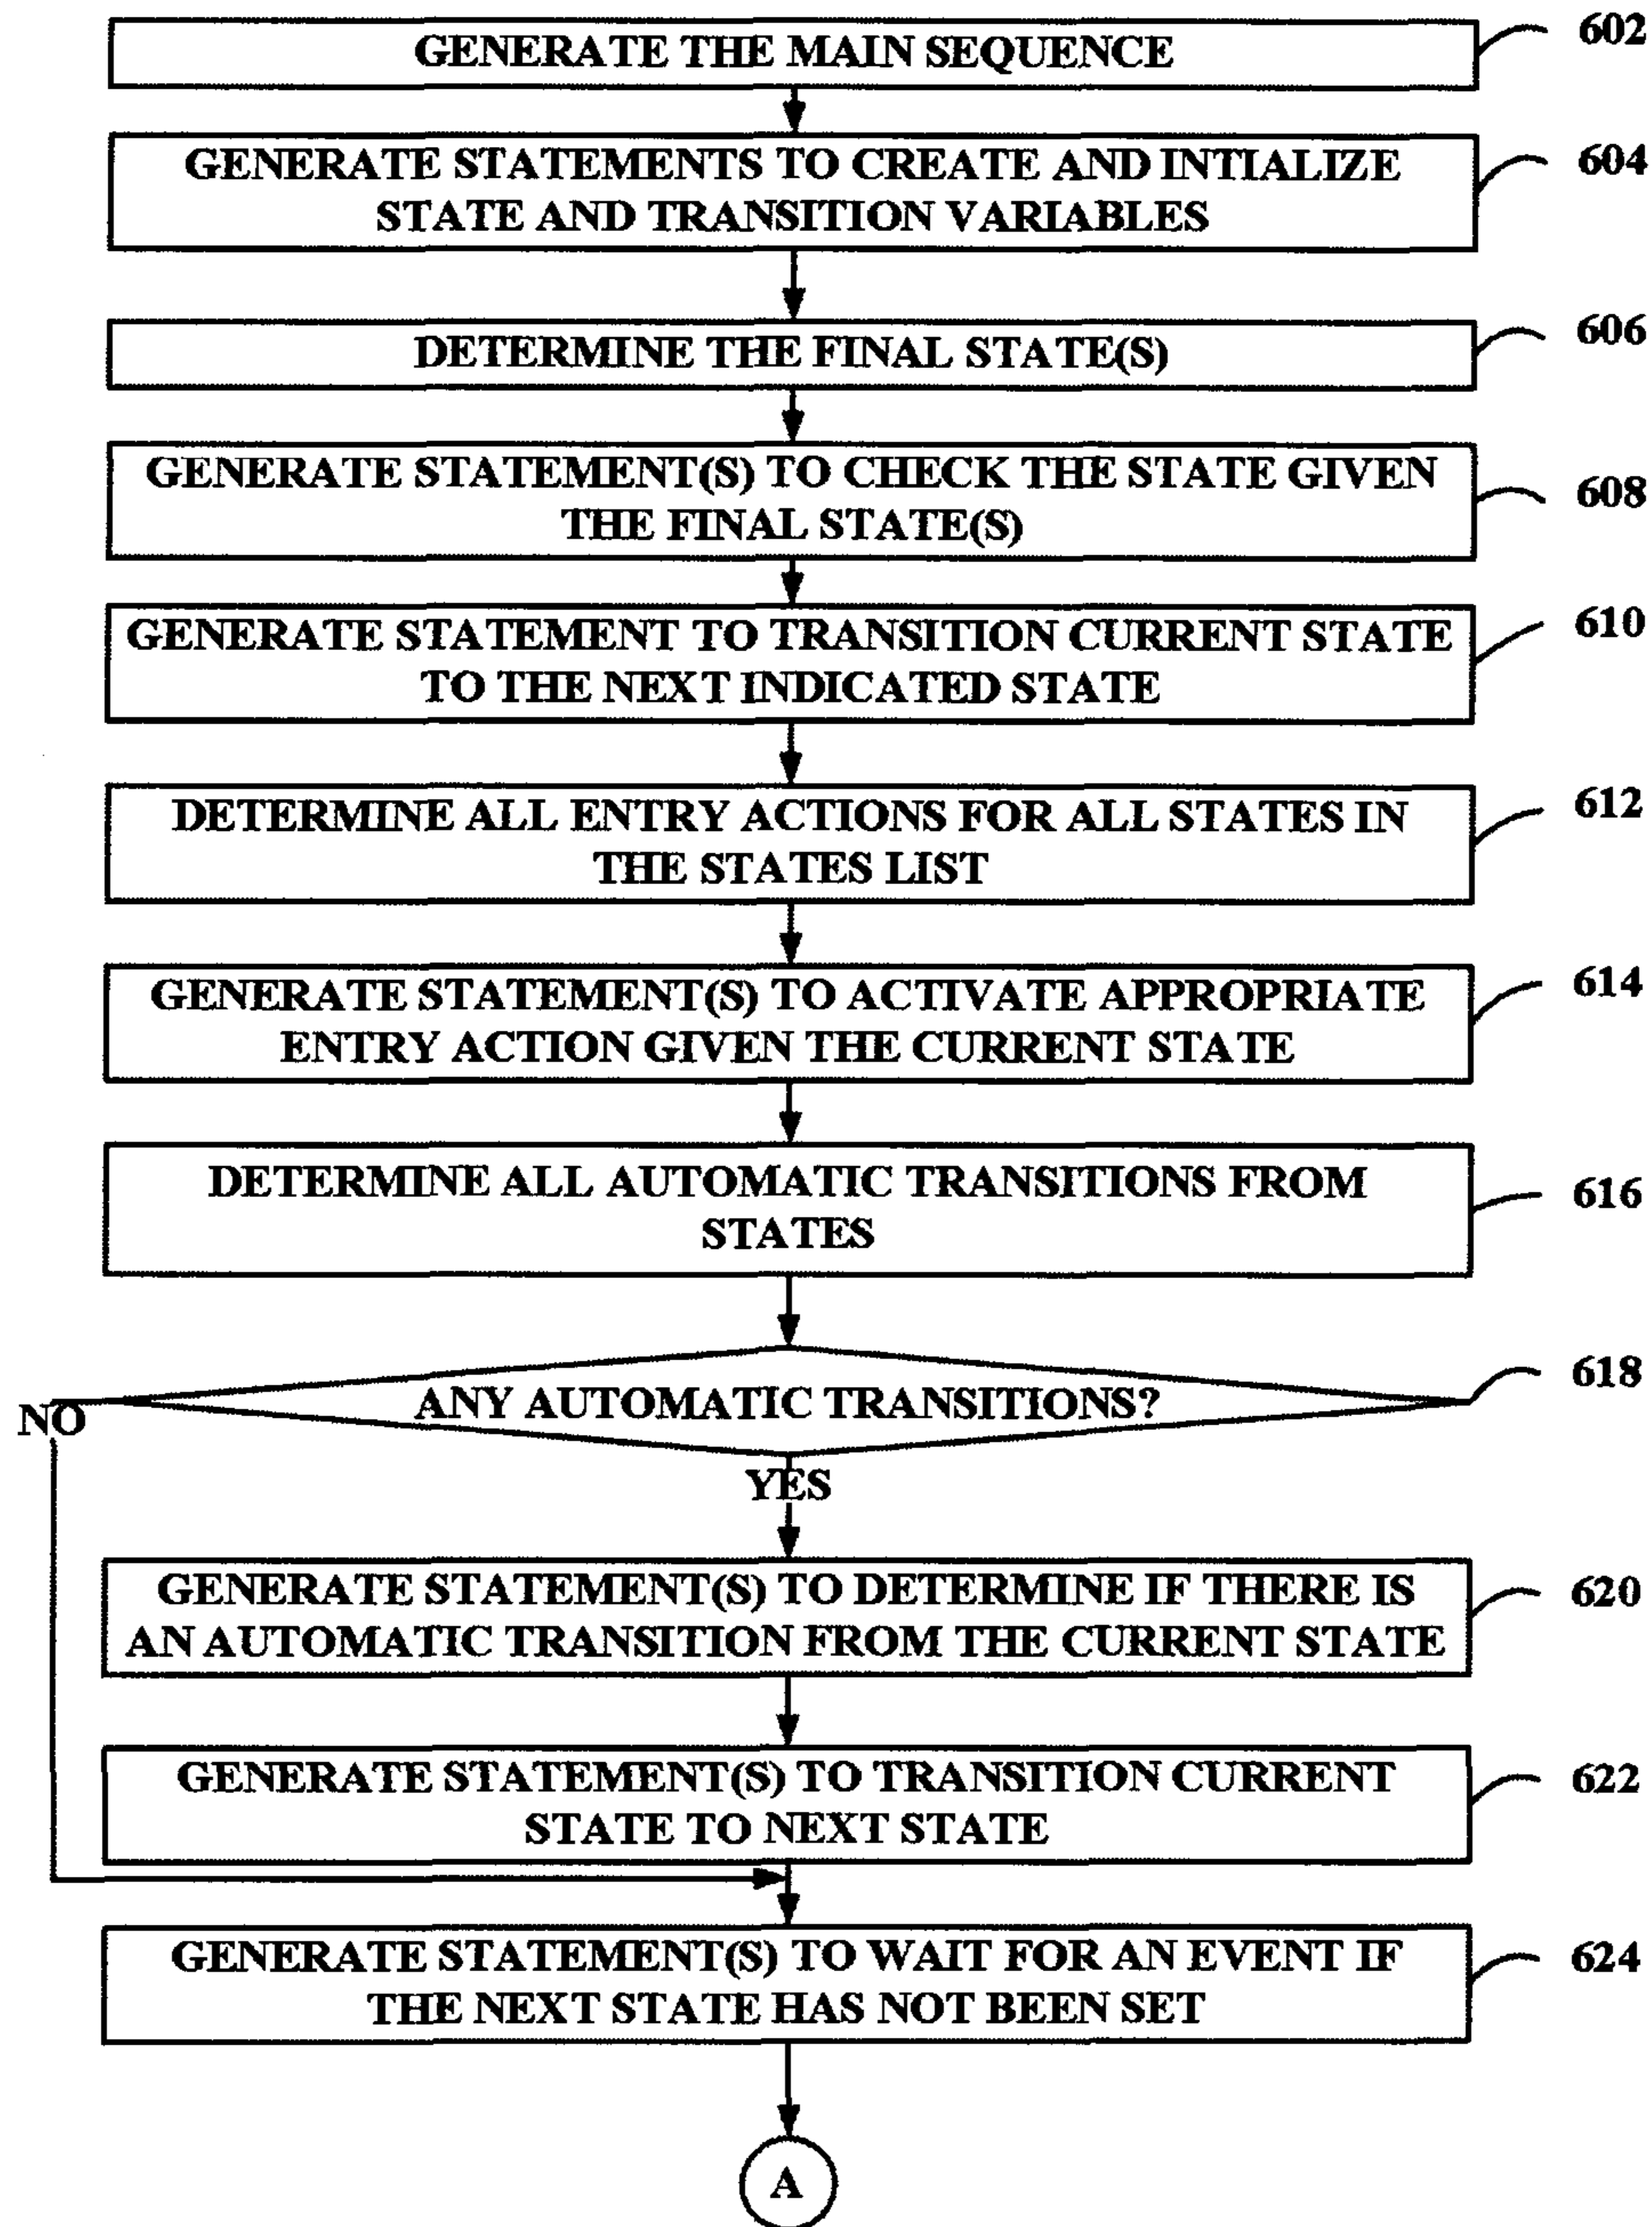 GENERATE THE MAIN SEQUENCE
602
GENERATE STATEMENTS TO CREATE AND INTIALIZE
STATE AND TRANSITION VARIABLES
604
DETERMINE THE FINAL STATE(S)
606
GENERATE STATEMENT(S) TO CHECK THE STATE GIVEN
THE FINAL STATE(S)
608
GENERATE STATEMENT TO TRANSITION CURRENT STATE
TO THE NEXT INDICATED STATE
610
DETERMINE ALL ENTRY ACTIONS FOR ALL STATES IN
THE STATES LIST
612
GENERATE STATEMENT(S) TO ACTIVATE APPROPRIATE
ENTRY ACTION GIVEN THE CURRENT STATE
614
DETERMINE ALL AUTOMATIC TRANSITIONS FROM
STATES
616
ANY AUTOMATIC TRANSITIONS?
618
NO
YES
GENERATE STATEMENT(S) TO DETERMINE IF THERE IS
AN AUTOMATIC TRANSITION FROM THE CURRENT STATE
620
GENERATE STATEMENT(S) TO TRANSITION CURRENT
STATE TO NEXT STATE
622
GENERATE STATEMENT(S) TO WAIT FOR AN EVENT IF
THE NEXT STATE HAS NOT BEEN SET
624
A